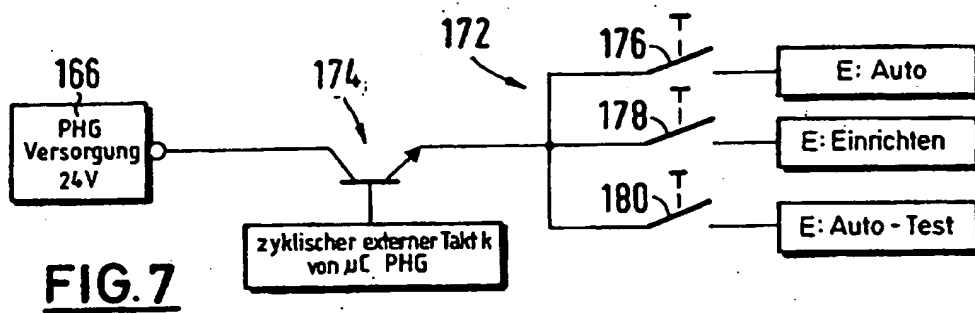 166
PHG
Versorgung
24V
174
172
zyklischer externer Takt k
von µC PHG
176
E: Auto
178
E: Einrichten
180
E: Auto - Test
FIG. 7